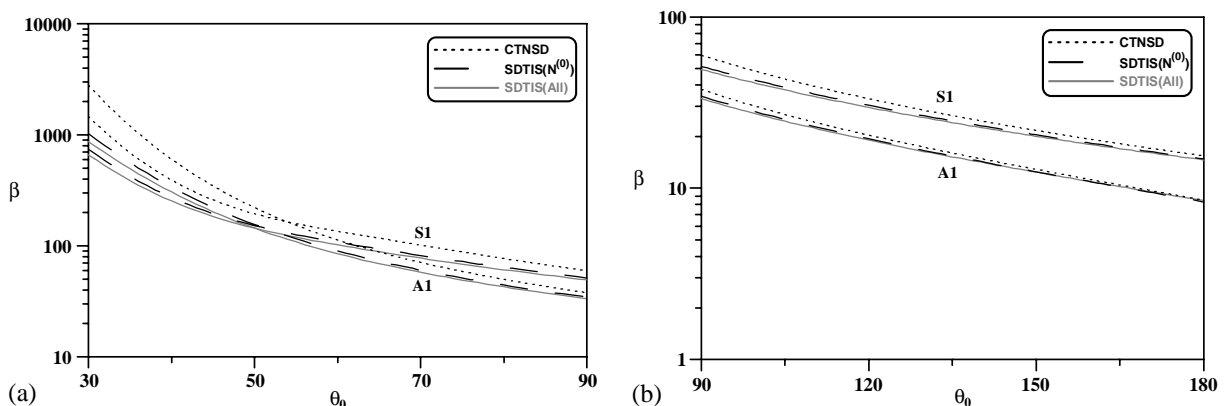 10000
1000
β
100
10
30
50
70
90
θ₀
(a)
CTNSD
SDTIS(N⁽⁰⁾)
SDTIS(All)
S1
A1
100
β
10
1
90
120
150
180
θ₀
(b)
CTNSD
SDTIS(N⁽⁰⁾)
SDTIS(All)
S1
A1